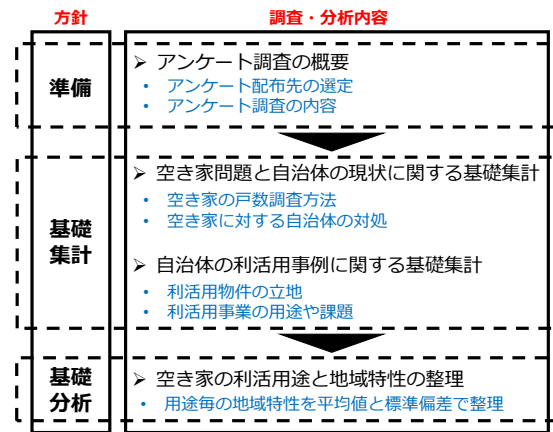 方針
調査・分析内容
準備
➢ アンケート調査の概要
• アンケート配布先の選定
• アンケート調査の内容
基礎
集計
➢ 空き家問題と自治体の現状に関する基礎集計
• 空き家の戸数調査方法
• 空き家に対する自治体の対処
➢ 自治体の利活用事例に関する基礎集計
• 利活用物件の立地
• 利活用事業の用途や課題
基礎
分析
➢ 空き家の利活用途と地域特性の整理
• 用途毎の地域特性を平均値と標準偏差で整理